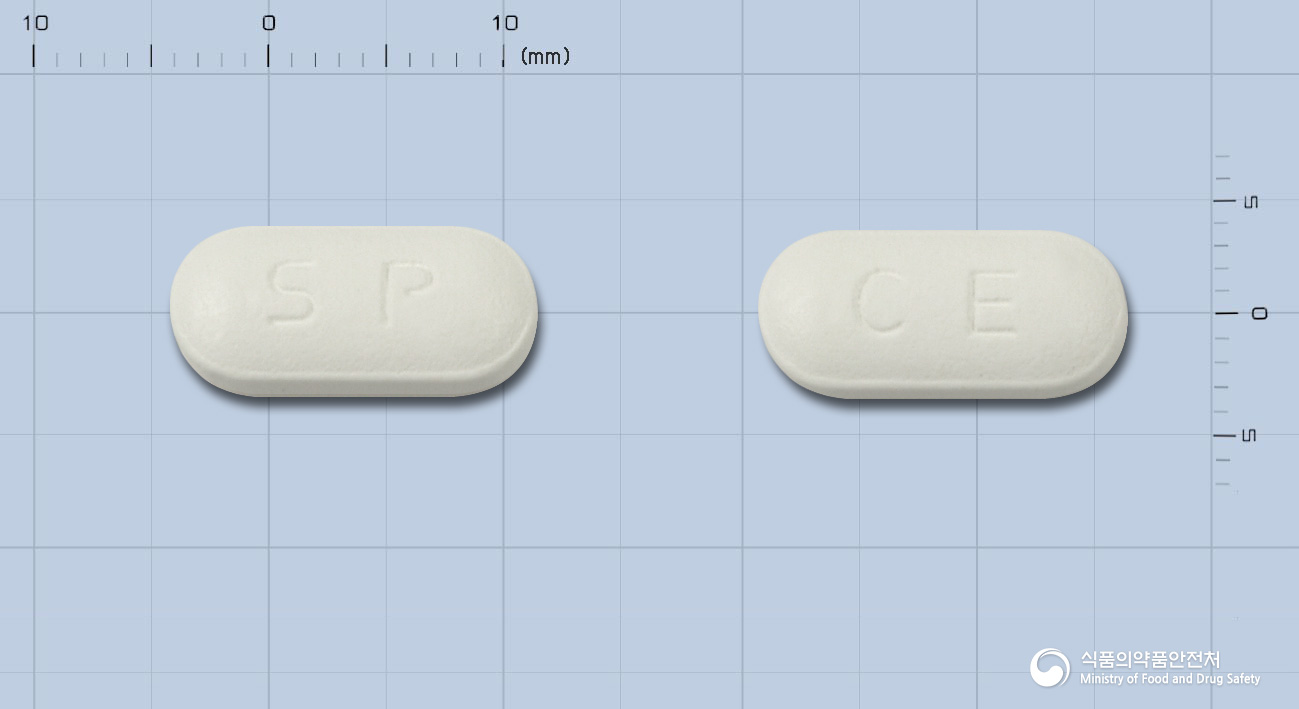 10 0 10
(mm)
S P
C E
5
0
5
식품의약품안전처
Ministry of Food and Drug Safety